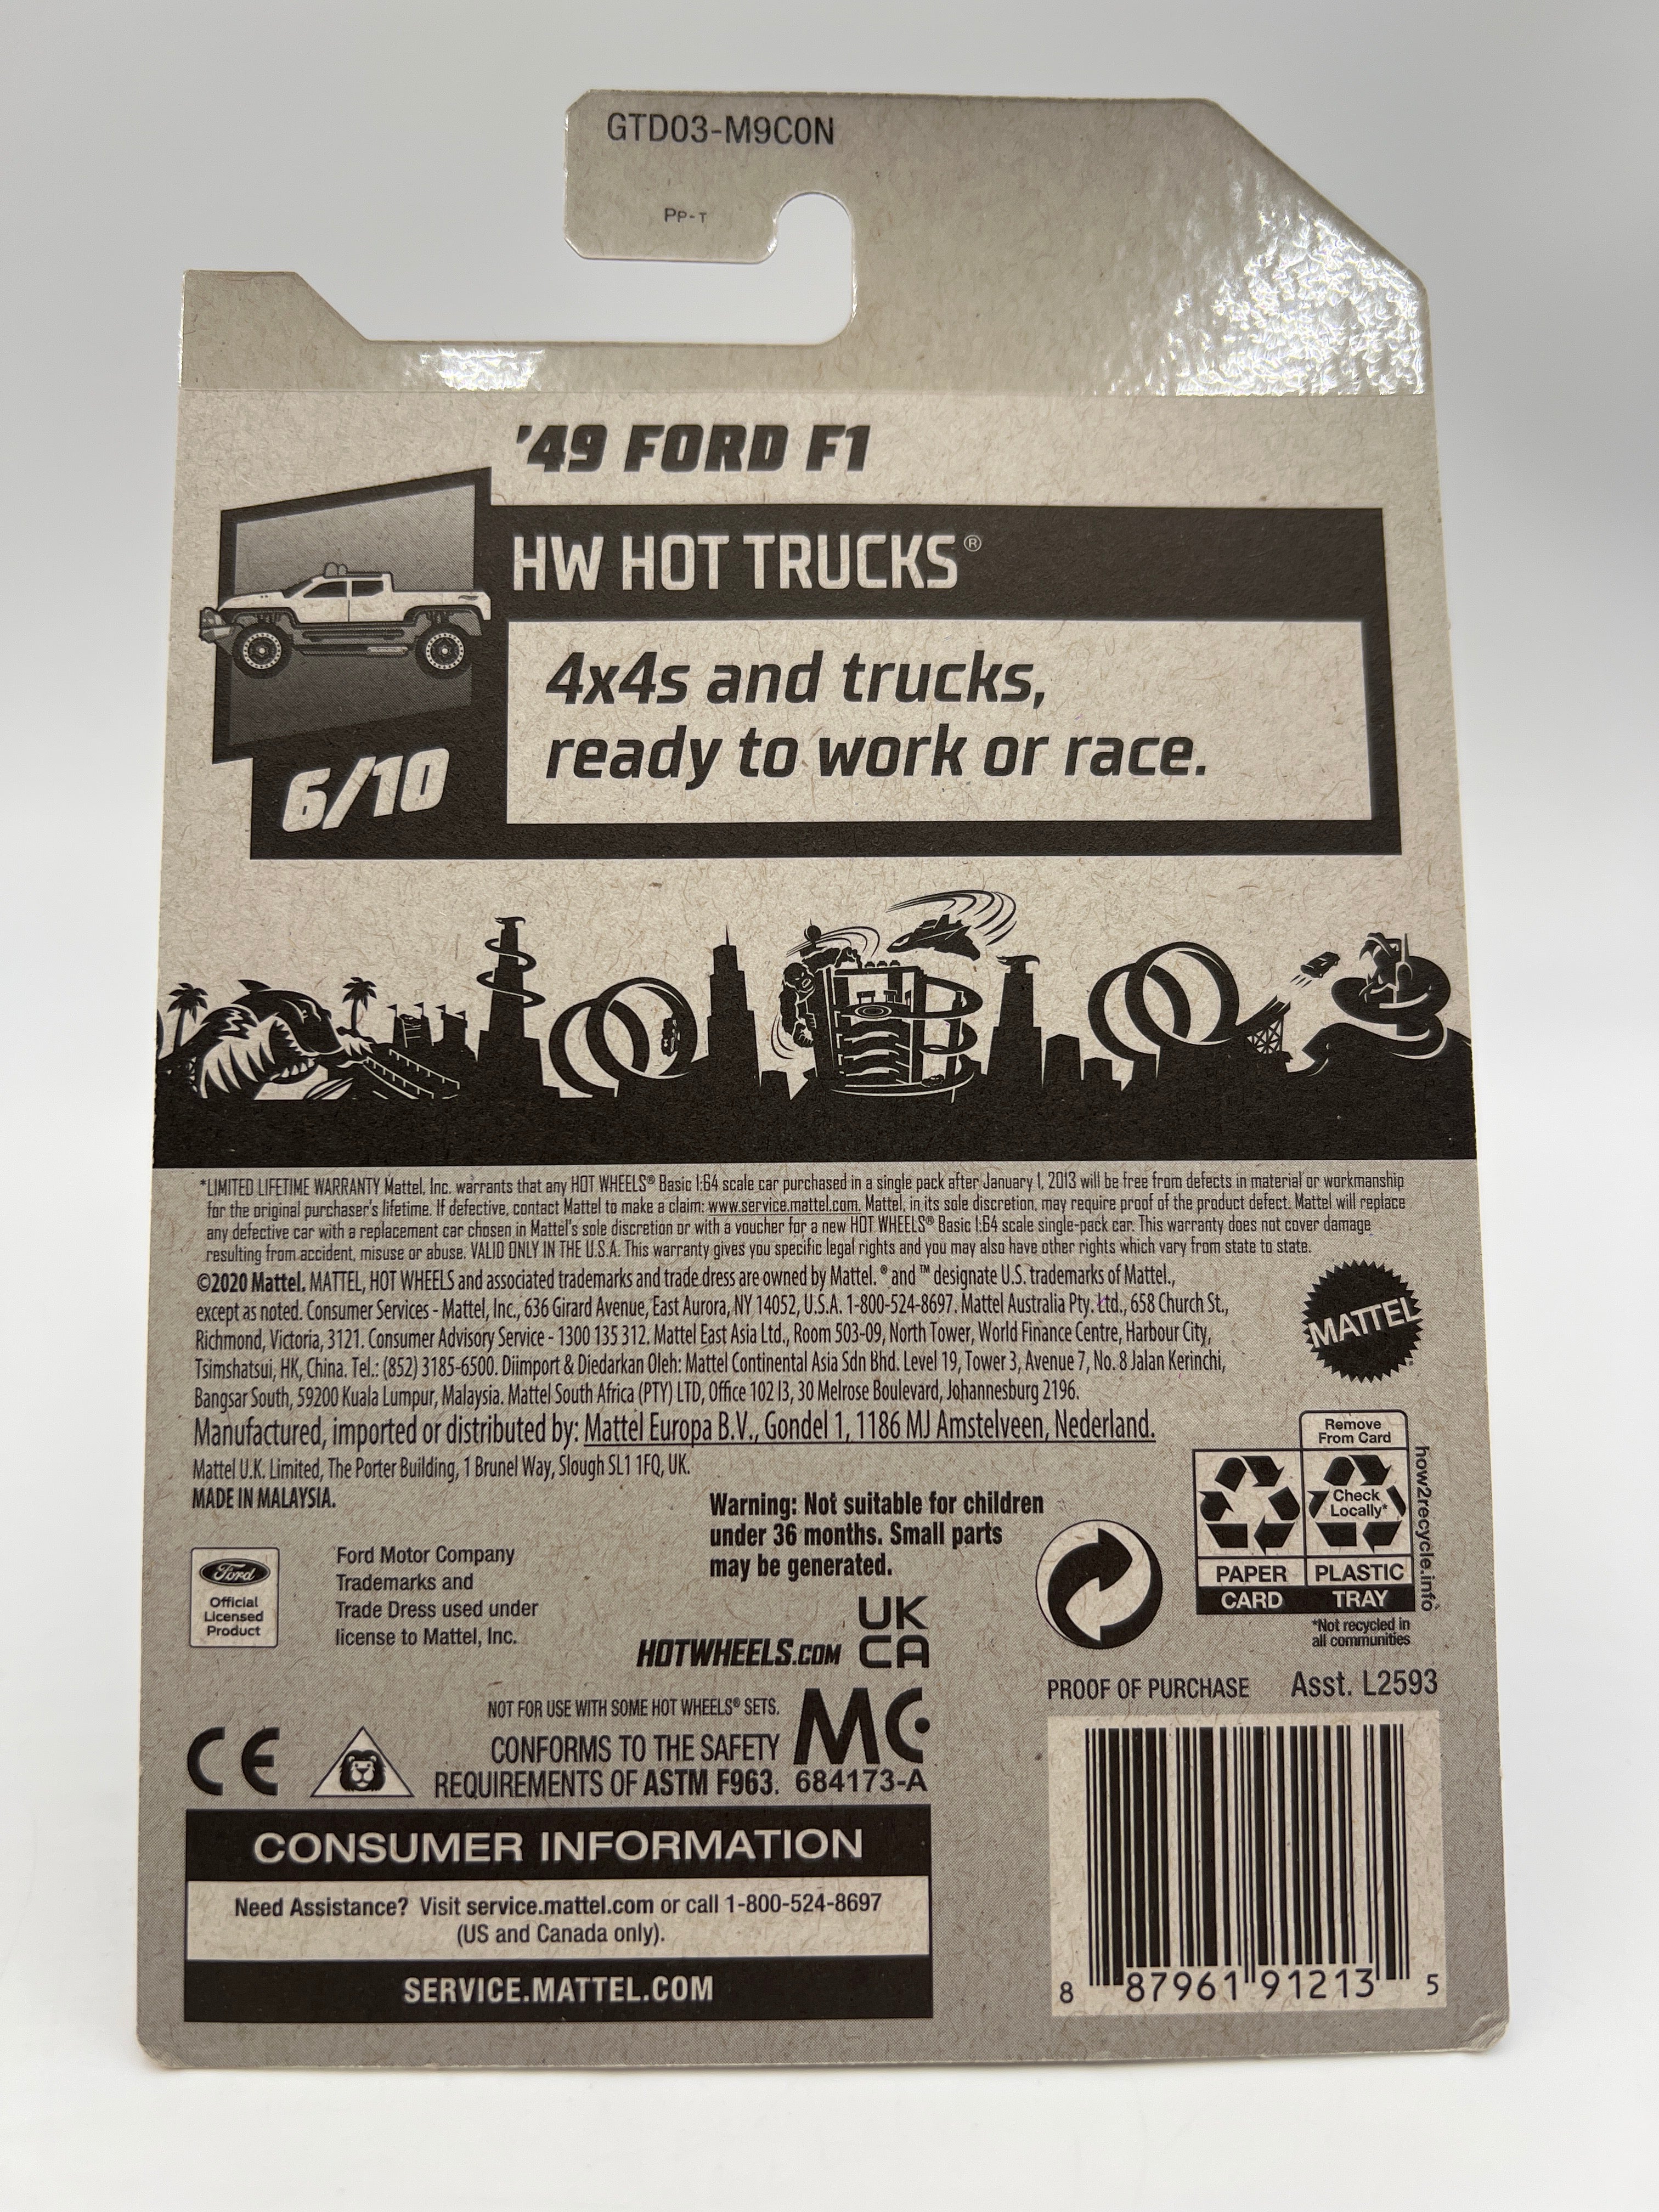 GTD03-M9C0N
PP-T
'49 FORD F1
HW HOT TRUCKS®
4x4s and trucks,
ready to work or race.
6/10
*LIMITED LIFETIME WARRANTY Mattel, Inc. warrants that any HOT WHEELS® Basic 1:64 scale car purchased in a single pack after January 1, 2013 will be free from defects in material or workmanship
for the original purchaser's lifetime. If defective, contact Mattel to make a claim: www.service.mattel.com. Mattel, in its sole discretion, may require proof of the product defect. Mattel will replace
any defective car with a replacement car chosen in Mattel's sole discretion or with a voucher for a new HOT WHEELS® Basic 1:64 scale single-pack car. This warranty does not cover damage
resulting from accident, misuse or abuse. VALID ONLY IN THE U.S.A. This warranty gives you specific legal rights and you may also have other rights which vary from state to state.
©2020 Mattel. MATTEL, HOT WHEELS and associated trademarks and trade dress are owned by Mattel. ® and ™ designate U.S. trademarks of Mattel.,
except as noted. Consumer Services - Mattel, Inc., 636 Girard Avenue, East Aurora, NY 14052, U.S.A. 1-800-524-8697. Mattel Australia Pty. Ltd., 658 Church St.,
Richmond, Victoria, 3121. Consumer Advisory Service - 1300 135 312. Mattel East Asia Ltd., Room 503-09, North Tower, World Finance Centre, Harbour City,
Tsimshatsui, HK, China. Tel.: (852) 3185-6500. Diimport & Diedarkan Oleh: Mattel Continental Asia Sdn Bhd. Level 19, Tower 3, Avenue 7, No. 8 Jalan Kerinchi,
Bangsar South, 59200 Kuala Lumpur, Malaysia. Mattel South Africa (PTY) LTD, Office 102 I3, 30 Melrose Boulevard, Johannesburg 2196.
MATTEL
Manufactured, imported or distributed by: Mattel Europa B.V., Gondel 1, 1186 MJ Amstelveen, Nederland.
Mattel U.K. Limited, The Porter Building, 1 Brunel Way, Slough SL1 1FQ, UK.
MADE IN MALAYSIA.
Warning: Not suitable for children
under 36 months. Small parts
may be generated.
Remove
From Card
Check
Locally*
PAPER
PLASTIC
CARD
TRAY
how2recycle.info
*Not recycled in
all communities
Ford
Official
Licensed
Product
Ford Motor Company
Trademarks and
Trade Dress used under
license to Mattel, Inc.
HOTWHEELS.COM
UK
CA
NOT FOR USE WITH SOME HOT WHEELS® SETS.
CE
CONFORMS TO THE SAFETY
REQUIREMENTS OF ASTM F963.
MC
684173-A
PROOF OF PURCHASE Asst. L2593
8 87961 91213 5
CONSUMER INFORMATION
Need Assistance? Visit service.mattel.com or call 1-800-524-8697
(US and Canada only).
SERVICE.MATTEL.COM